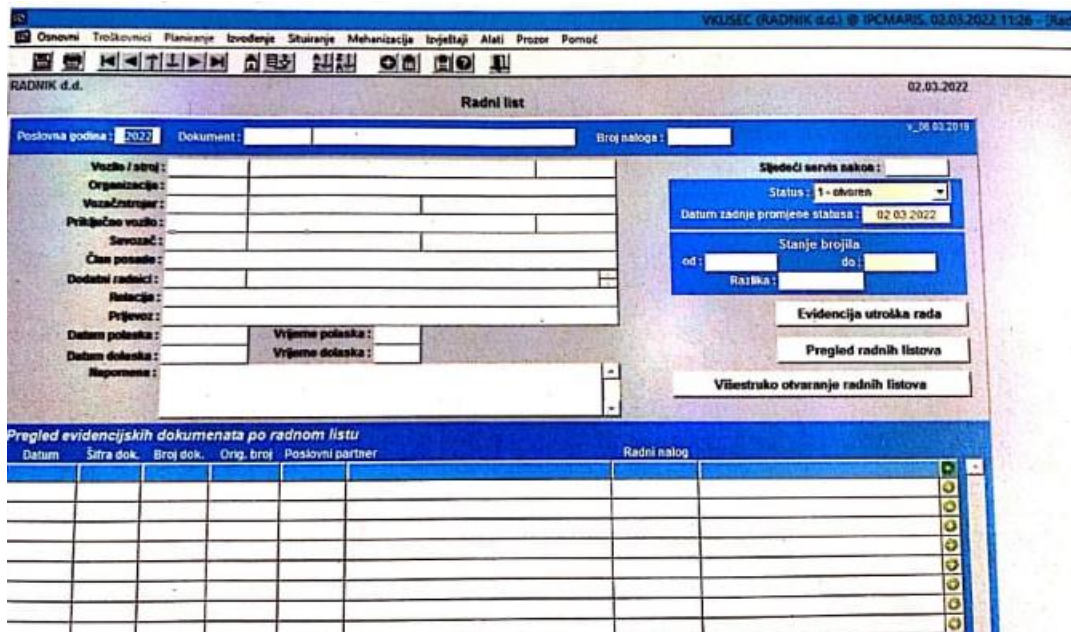 VKUSEC (RADNIK d.d.) @ IPCMARIS, 02.03.2022 11:26 - [Rad
Osnovni Troškovnici Planiranje Izvođenje Situiranje Mehanizacija Izvještaji Alati Prozor Pomoć
RADNIK d.d. 02.03.2022
Radni list
Poslovna godina : 2022 Dokument : Broj naloga : v_06.03.2019
Vozilo / stroj : Sljedeći servis nakon :
Organizacija : Status : 1 - otvoren
Vozač/strojar : Datum zadnje promjene statusa : 02.03.2022
Priključno vozilo :
Suvozač : Stanje brojila
Član posade : od : do :
Dodatni radnici : Razlika :
Relacija :
Prijevoz : Evidencija utroška rada
Datum polaska : Vrijeme polaska :
Datum dolaska : Vrijeme dolaska : Pregled radnih listova
Napomena : Višestruko otvaranje radnih listova
Pregled evidencijskih dokumenata po radnom listu
Datum Šifra dok. Broj dok. Orig. broj Poslovni partner Radni nalog